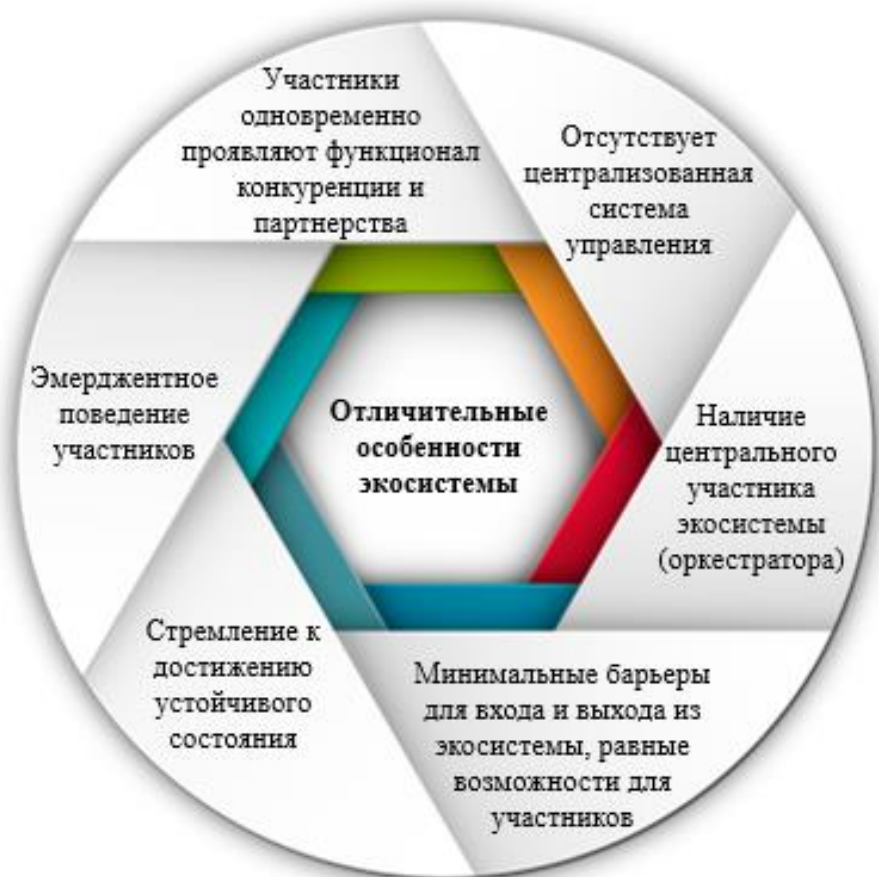 Участники
одновременно
проявляют функционал
конкуренции и
партнерства
Отсутствует
централизованная
система
управления
Наличие
центрального
участника
экосистемы
(оркестратора)
Минимальные барьеры
для входа и выхода из
экосистемы, равные
возможности для
участников
Стремление к
достижению
устойчивого
состояния
Эмерджентное
поведение
участников
Отличительные
особенности
экосистемы